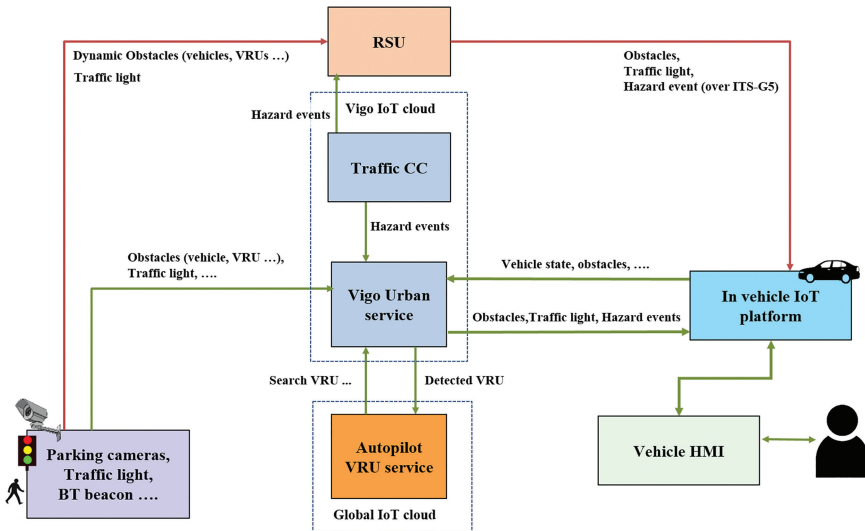 RSU
Dynamic Obstacles (vehicles, VRUs …)
Traffic light
Obstacles,
Traffic light,
Hazard event (over ITS-G5)
Hazard events
Vigo IoT cloud
Traffic CC
Hazard events
Obstacles (vehicle, VRU …),
Traffic light, ….
Vehicle state, obstacles, ….
Vigo Urban
service
In vehicle IoT
platform
Obstacles,Traffic light, Hazard events
Search VRU ...
Detected VRU
Parking cameras,
Traffic light,
BT beacon ….
Autopilot
VRU service
Vehicle HMI
Global IoT cloud